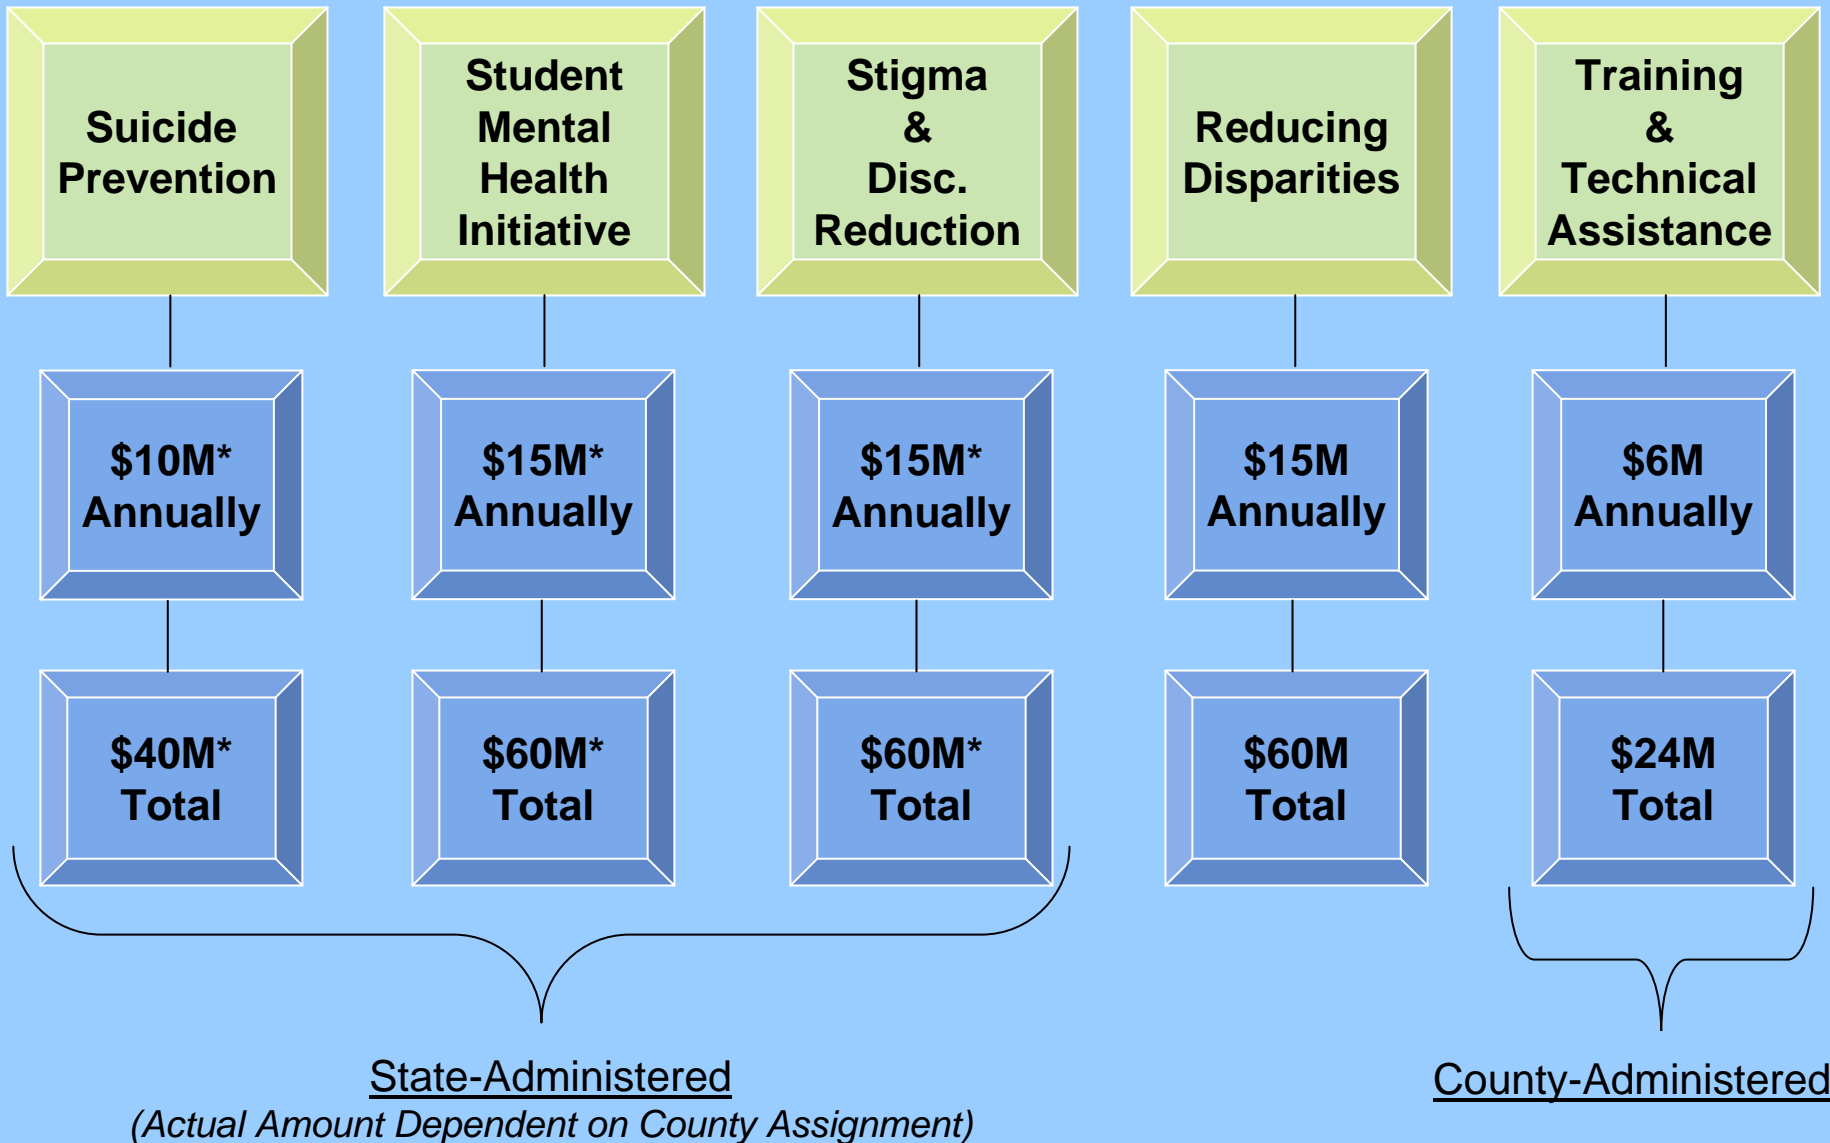 Suicide
Prevention
Student
Mental
Health
Initiative
Stigma
&
Disc.
Reduction
Reducing
Disparities
Training
&
Technical
Assistance
$10M*
Annually
$15M*
Annually
$15M*
Annually
$15M
Annually
$6M
Annually
$40M*
Total
$60M*
Total
$60M*
Total
$60M
Total
$24M
Total
State-Administered
(Actual Amount Dependent on County Assignment)
County-Administered